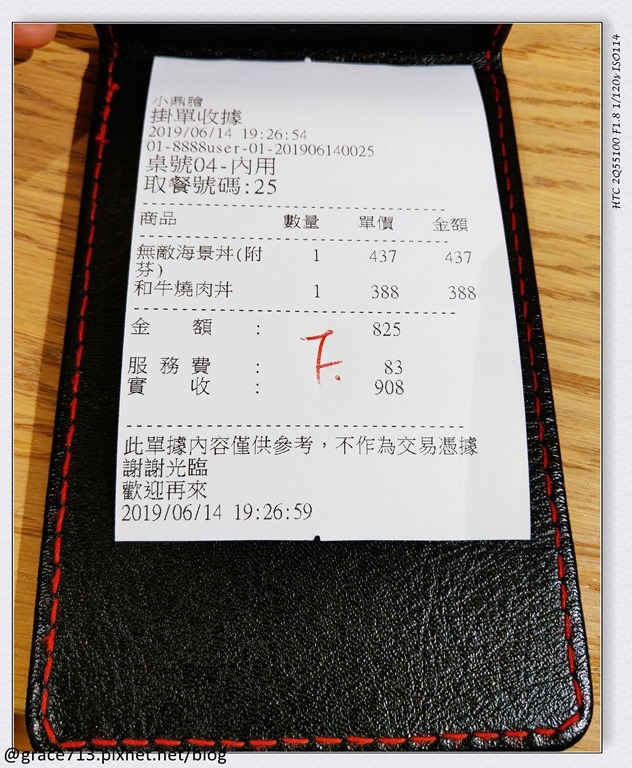 小鼎膾
掛單收據
2019/06/14 19:26:54
01-8888user-01-201906140025
桌號04-內用
取餐號碼:25
商品 數量 單價 金額
無敵海景丼(附 1 437 437
芬)
和牛燒肉丼 1 388 388
金 額 : 825
服 務 費 : 83
實 收 : 908
此單據內容僅供參考，不作為交易憑據
謝謝光臨
歡迎再來
2019/06/14 19:26:59
HTC 2Q55100 F1.8 1/120s ISO114
@grace713.pixnet.net/blog